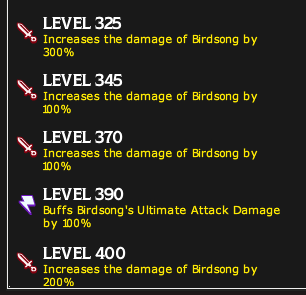 LEVEL 325
Increases the damage of Birdsong by
300%
LEVEL 345
Increases the damage of Birdsong by
100%
LEVEL 370
Increases the damage of Birdsong by
100%
LEVEL 390
Buffs Birdsong's Ultimate Attack Damage
by 100%
LEVEL 400
Increases the damage of Birdsong by
200%